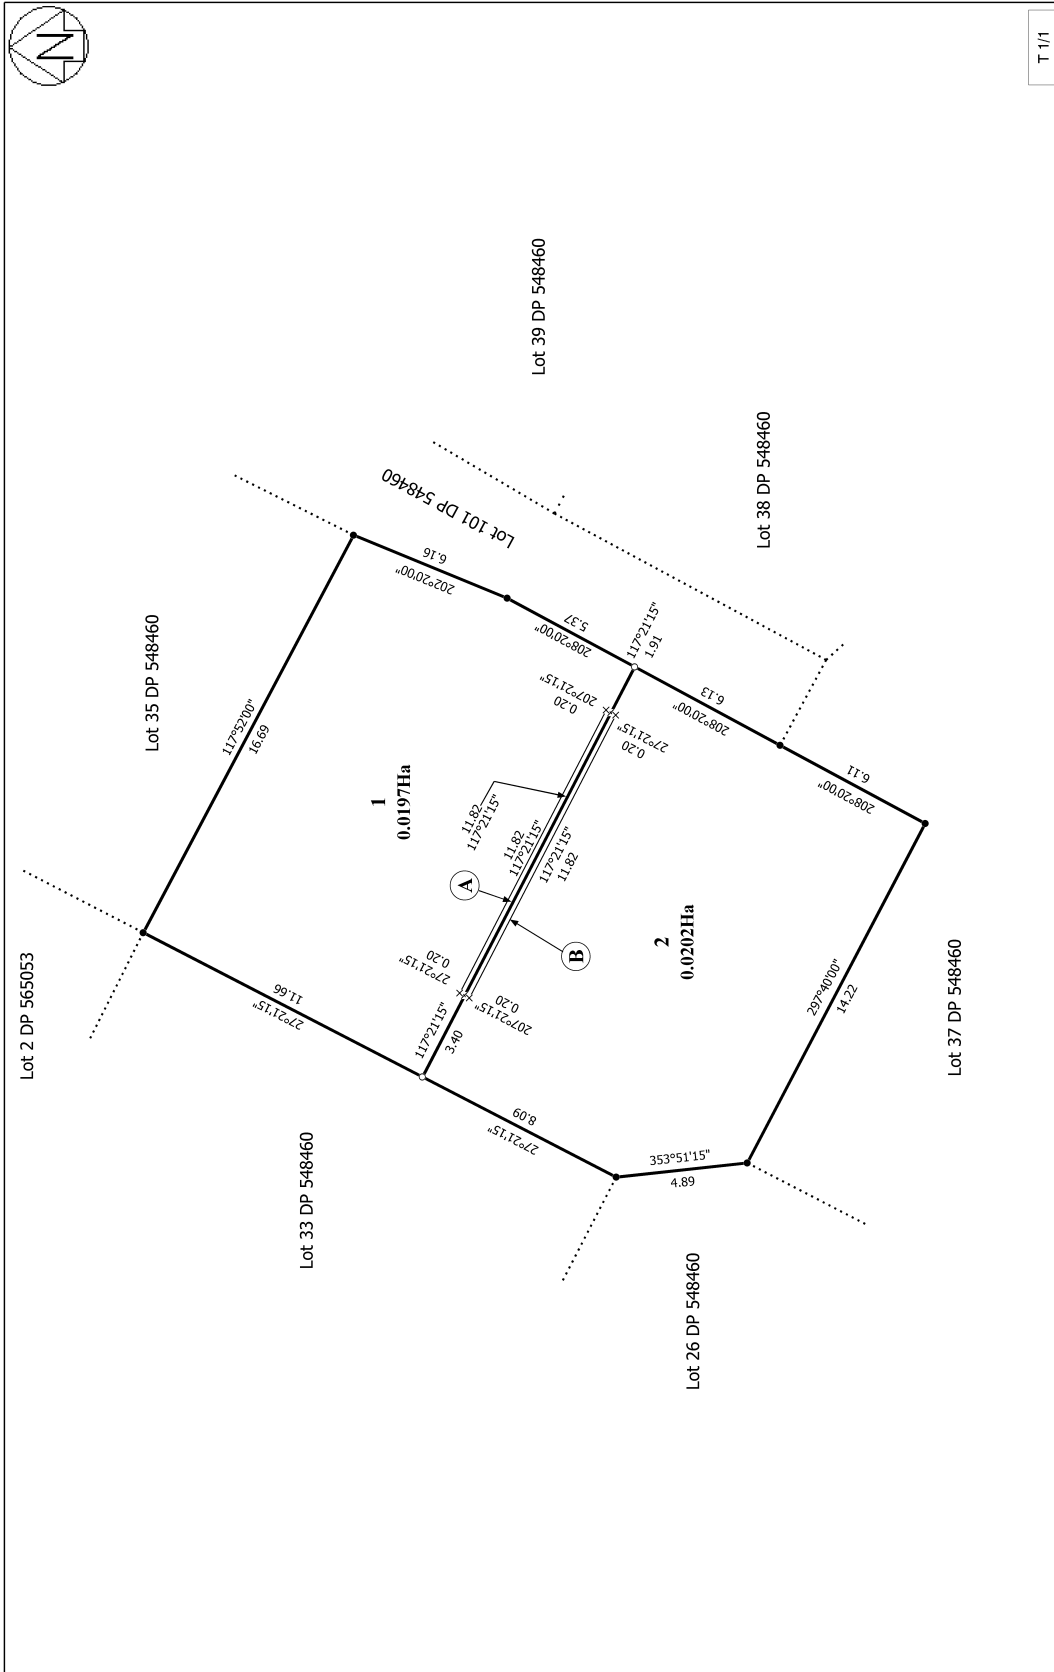 N
T 1/1
Lot 39 DP 548460
Lot 38 DP 548460
Lot 101 DP 548460
Lot 35 DP 548460
Lot 2 DP 565053
Lot 33 DP 548460
Lot 26 DP 548460
Lot 37 DP 548460
117°52'00"
16.69
6.16
202°20'00"
5.37
208°20'00"
117°21'15"
1.91
207°21'15"
0.20
27°21'15"
0.20
6.13
208°20'00"
6.11
208°20'00"
1
0.0197Ha
11.82
117°21'15"
11.82
117°21'15"
117°21'15"
11.82
A
B
2
0.0202Ha
0.20
27°21'15"
0.20
207°21'15"
117°21'15"
3.40
11.66
27°21'15"
8.09
27°21'15"
353°51'15"
4.89
297°40'00"
14.22